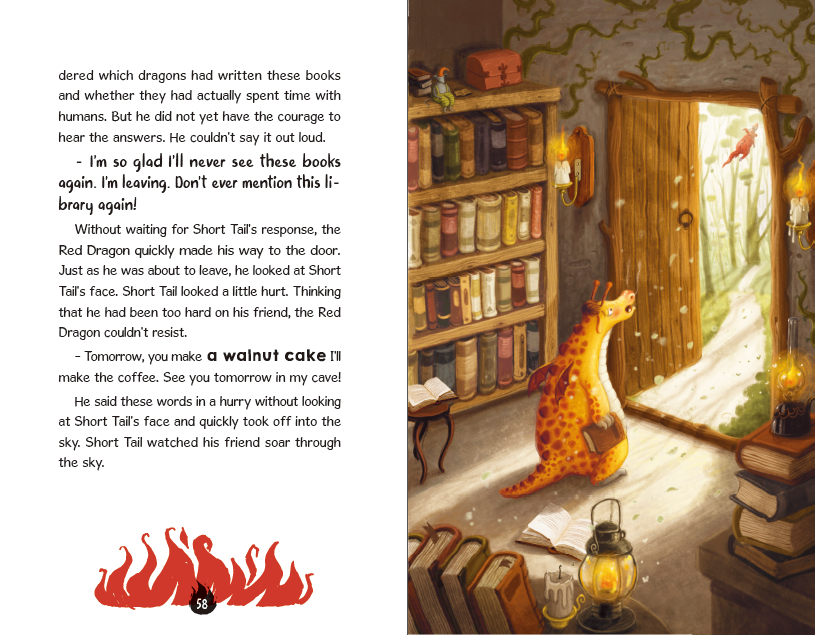 dered which dragons had written these books
and whether they had actually spent time with
humans. But he did not yet have the courage to
hear the answers. He couldn't say it out loud.
- I'm so glad I'll never see these books
again. I'm leaving. Don't ever mention this li-
brary again!
Without waiting for Short Tail's response, the
Red Dragon quickly made his way to the door.
Just as he was about to leave, he looked at Short
Tail's face. Short Tail looked a little hurt. Thinking
that he had been too hard on his friend, the Red
Dragon couldn't resist.
- Tomorrow, you make a walnut cake I'll
make the coffee. See you tomorrow in my cave!
He said these words in a hurry without looking
at Short Tail's face and quickly took off into the
sky. Short Tail watched his friend soar through
the sky.
58